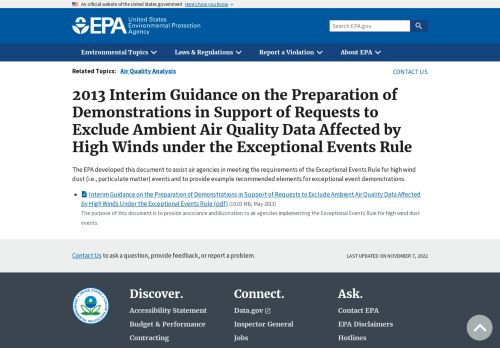 An official website of the United States government Here's how you know
EPA United States
Environmental Protection
Agency
Search EPA.gov
Environmental Topics Laws & Regulations Report a Violation About EPA
Related Topics: Air Quality Analysis
CONTACT US
2013 Interim Guidance on the Preparation of
Demonstrations in Support of Requests to
Exclude Ambient Air Quality Data Affected by
High Winds under the Exceptional Events Rule
The EPA developed this document to assist air agencies in meeting the requirements of the Exceptional Events Rule for high wind
dust (i.e., particulate matter) events and to provide example recommended elements for exceptional event demonstrations.
Interim Guidance on the Preparation of Demonstrations in Support of Requests to Exclude Ambient Air Quality Data Affected
by High Winds Under the Exceptional Events Rule (pdf) (10.03 MB, May 2013)
The purpose of this document is to provide assistance and illustration to air agencies implementing the Exceptional Events Rule for high wind dust
events.
Contact Us to ask a question, provide feedback, or report a problem.
LAST UPDATED ON NOVEMBER 7, 2022
Discover. Connect. Ask.
Accessibility Statement Data.gov Contact EPA
Budget & Performance Inspector General EPA Disclaimers
Contracting Jobs Hotlines